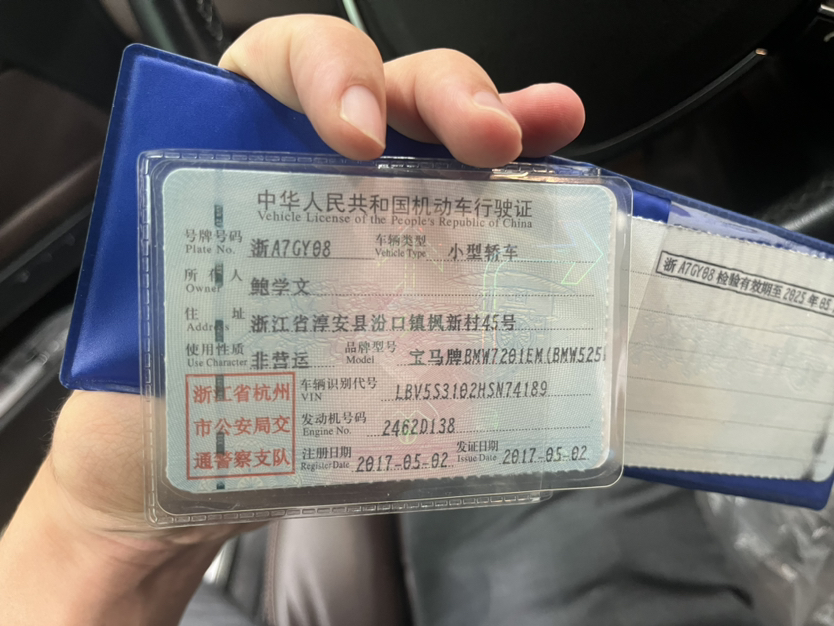 中华人民共和国机动车行驶证
Vehicle License of the People's Republic of China
号牌号码 浙A7GY08 车辆类型 小型轿车
Plate No. Vehicle Type
所有人 鲍学文
Owner
住址 浙江省淳安县汾口镇枫新村45号
Address
使用性质 非营运 品牌型号 宝马牌BMW7201EM(BMW525l
Use Character Model
浙江省杭州
市公安局交
通警察支队
车辆识别代号 LBV5S3102HSN74189
VIN
发动机号码 2462D138
Engine No.
注册日期 2017-05-02 发证日期 2017-05-02
Register Date Issue Date
浙A7GY08 检验有效期至 2025年05